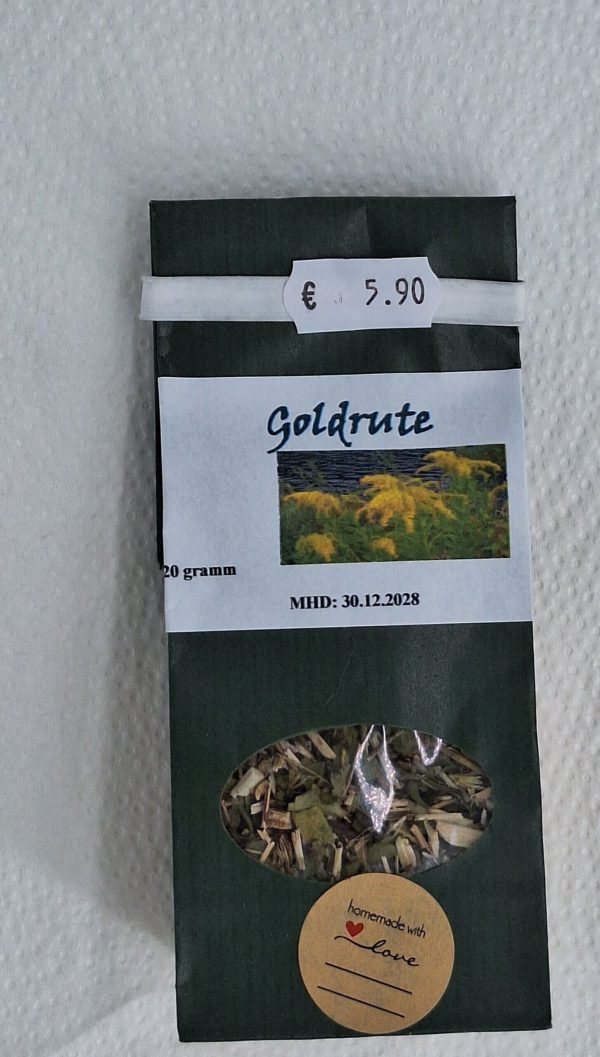 € 5.90
Goldrute
20 gramm
MHD: 30.12.2028
homemade with
love